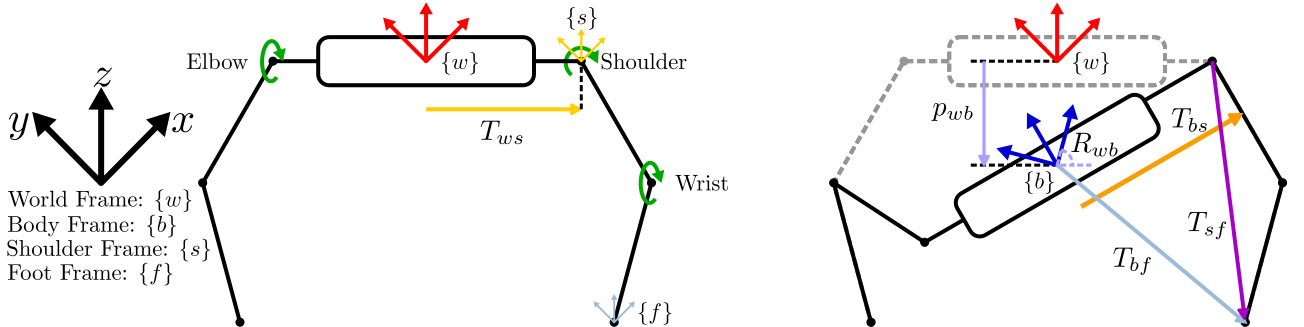 z
y
x
World Frame: {w}
Body Frame: {b}
Shoulder Frame: {s}
Foot Frame: {f}
Elbow
{w}
{s}
Shoulder
T_{ws}
Wrist
{f}
{w}
p_{wb}
R_{wb}
T_{bs}
{b}
T_{sf}
T_{bf}